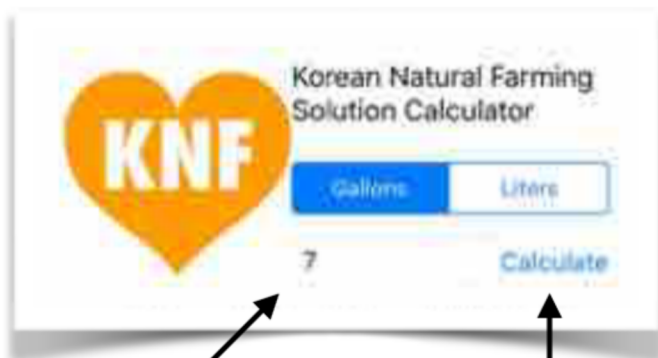 KNF
Korean Natural Farming
Solution Calculator
Gallons Liters
7 Calculate